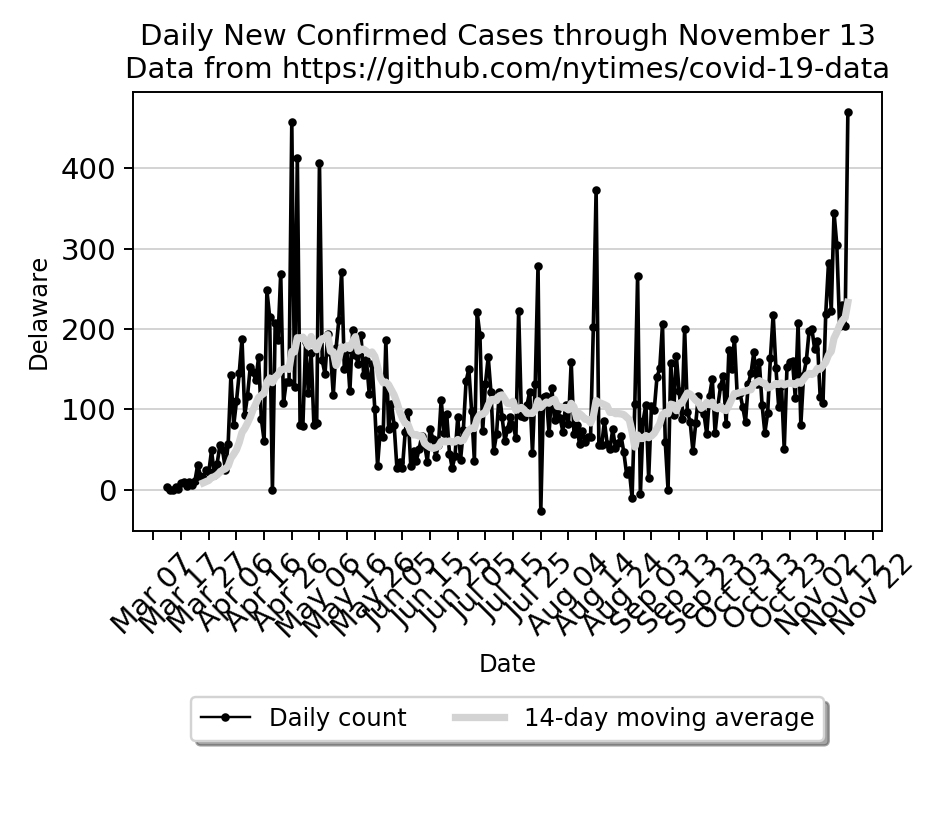 Daily New Confirmed Cases through November 13
Data from https://github.com/nytimes/covid-19-data
400
300
200
100
0
Delaware
Mar 07
Mar 17
Mar 27
Apr 06
Apr 16
Apr 26
May 06
May 16
May 26
Jun 05
Jun 15
Jun 25
Jul 05
Jul 15
Jul 25
Aug 04
Aug 14
Aug 24
Sep 03
Sep 13
Sep 23
Oct 03
Oct 13
Oct 23
Nov 02
Nov 12
Nov 22
Date
Daily count
14-day moving average